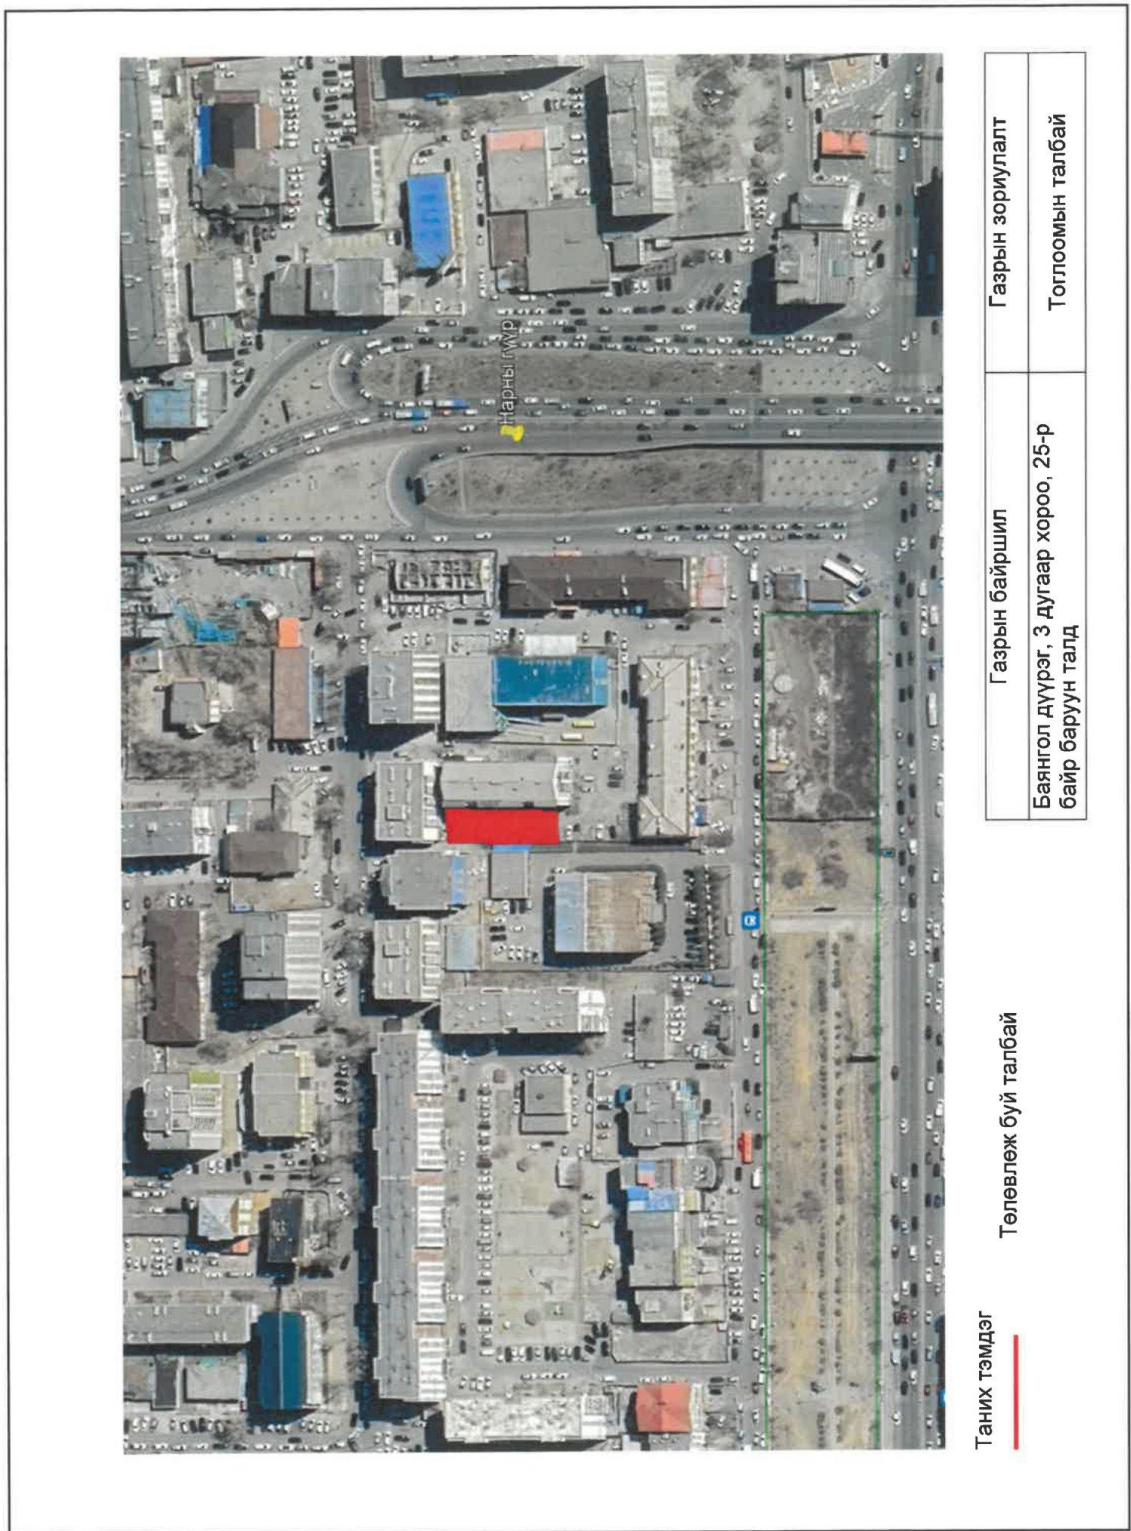 Нарны гүүр
Таних тэмдэг
Төлөвлөж буй талбай
Газрын байршил
Газрын зориулалт
Баянгол дүүрэг, 3 дугаар хороо, 25-р
байр баруун талд
Тоглоомын талбай